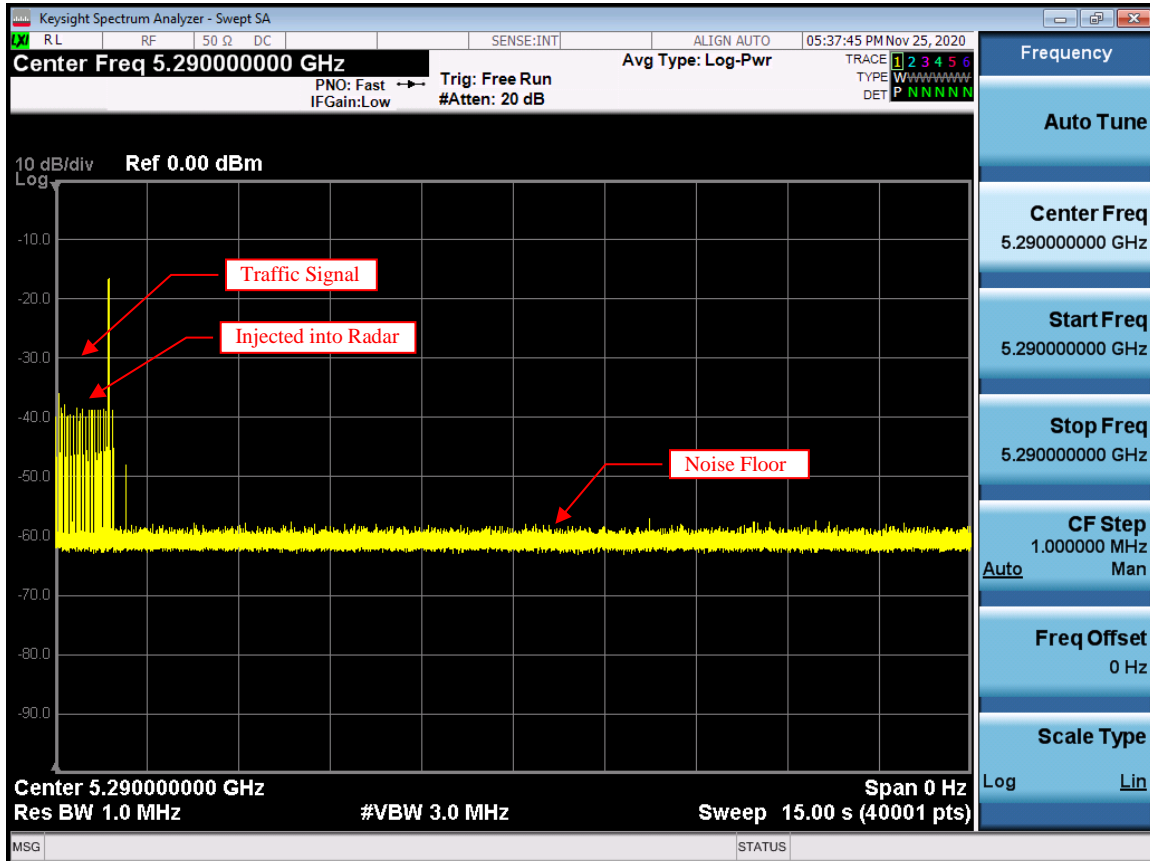 Keysight Spectrum Analyzer - Swept SA
LXI RL RF 50 Ω DC SENSE:INT ALIGN AUTO 05:37:45 PM Nov 25, 2020
Center Freq 5.290000000 GHz
PNO: Fast
IFGain:Low
Trig: Free Run
#Atten: 20 dB
Avg Type: Log-Pwr
TRACE 1 2 3 4 5 6
TYPE WWWWWW
DET P N N N N N
10 dB/div Ref 0.00 dBm
Log
-10.0
-20.0
-30.0
-40.0
-50.0
-60.0
-70.0
-80.0
-90.0
Traffic Signal
Injected into Radar
Noise Floor
Center 5.290000000 GHz Span 0 Hz
Res BW 1.0 MHz #VBW 3.0 MHz Sweep 15.00 s (40001 pts)
MSG STATUS
Frequency
Auto Tune
Center Freq
5.290000000 GHz
Start Freq
5.290000000 GHz
Stop Freq
5.290000000 GHz
CF Step
1.000000 MHz
Auto Man
Freq Offset
0 Hz
Scale Type
Log Lin